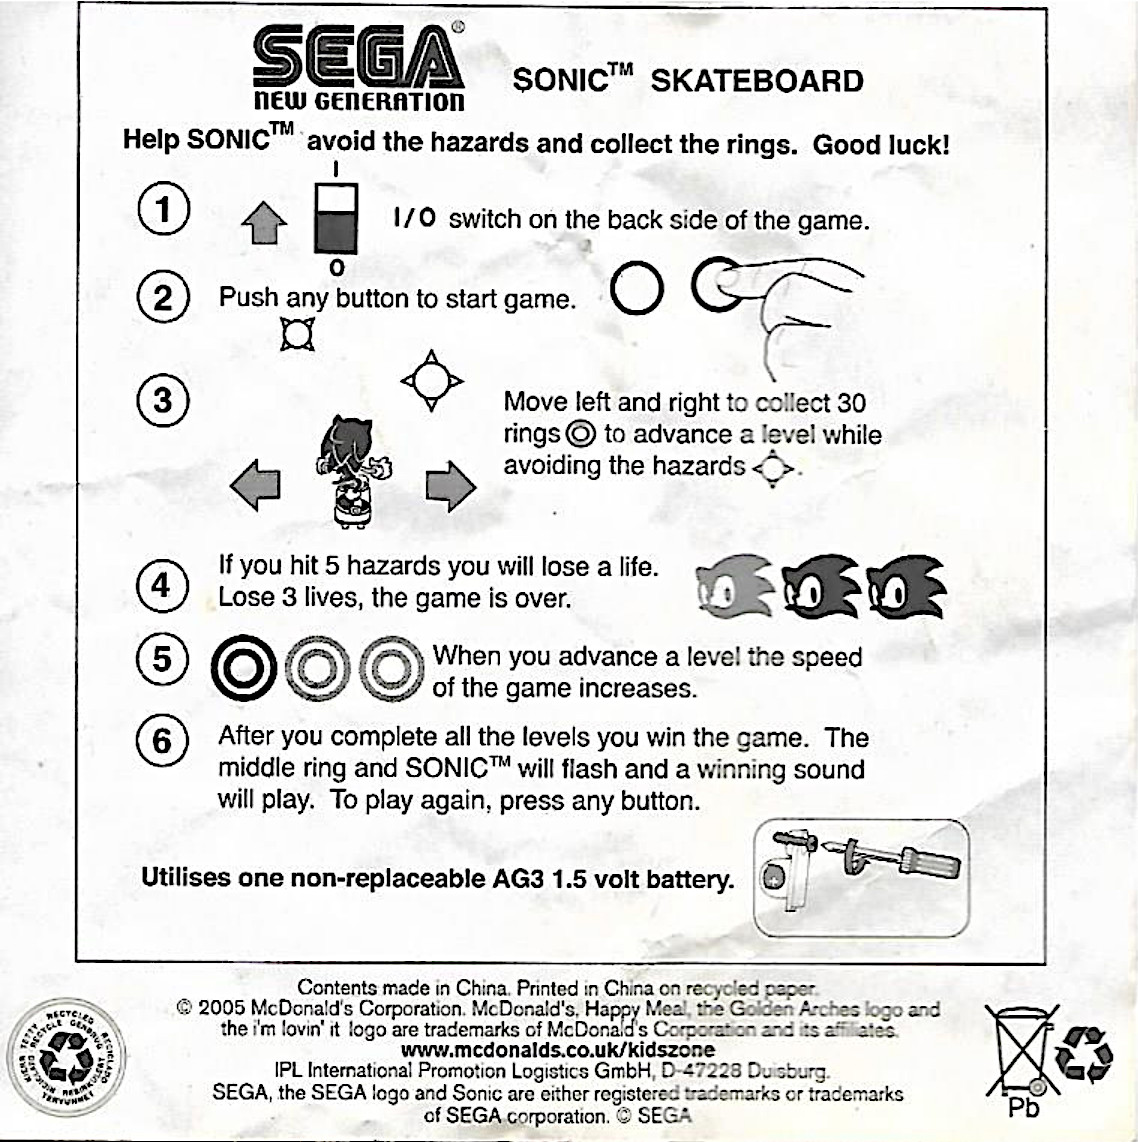 SEGA®
NEW GENERATION
SONIC™ SKATEBOARD
Help SONIC™ avoid the hazards and collect the rings. Good luck!
I
1
I/O switch on the back side of the game.
O
2
Push any button to start game.
3
Move left and right to collect 30
rings to advance a level while
avoiding the hazards .
4
If you hit 5 hazards you will lose a life.
Lose 3 lives, the game is over.
5
When you advance a level the speed
of the game increases.
6
After you complete all the levels you win the game. The
middle ring and SONIC™ will flash and a winning sound
will play. To play again, press any button.
Utilises one non-replaceable AG3 1.5 volt battery.
Contents made in China. Printed in China on recycled paper.
© 2005 McDonald's Corporation. McDonald's, Happy Meal, the Golden Arches logo and
the i'm lovin' it logo are trademarks of McDonald's Corporation and its affiliates.
www.mcdonalds.co.uk/kidszone
IPL International Promotion Logistics GmbH, D-47228 Duisburg.
SEGA, the SEGA logo and Sonic are either registered trademarks or trademarks
of SEGA corporation. © SEGA
Pb
RECYCLED
RECICLADO